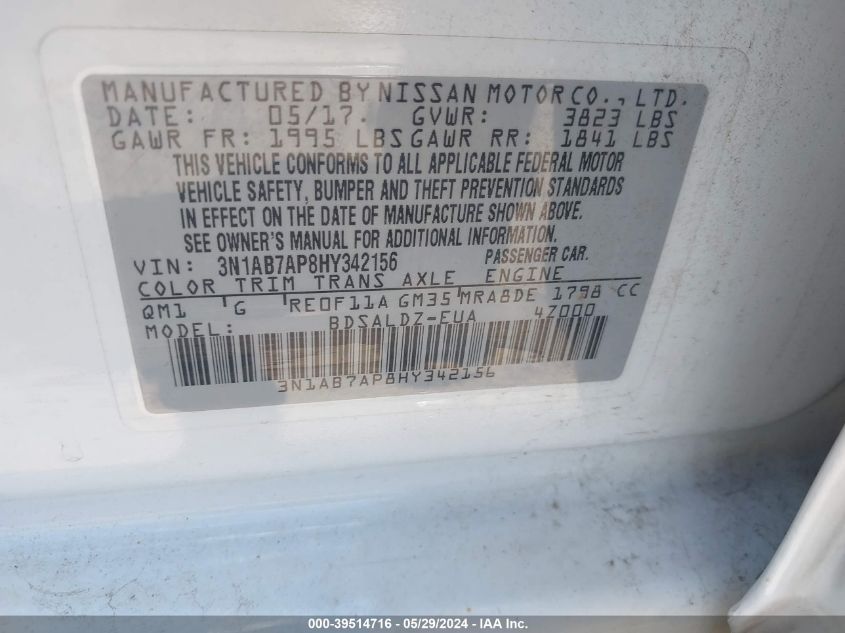 MANUFACTURED BY NISSAN MOTOR CO., LTD.
DATE: 05/17. GVWR: 3823 LBS
GAWR FR: 1995 LBS GAWR RR: 1841 LBS
THIS VEHICLE CONFORMS TO ALL APPLICABLE FEDERAL MOTOR
VEHICLE SAFETY, BUMPER AND THEFT PREVENTION STANDARDS
IN EFFECT ON THE DATE OF MANUFACTURE SHOWN ABOVE.
SEE OWNER'S MANUAL FOR ADDITIONAL INFORMATION.
VIN: 3N1AB7AP8HY342156 PASSENGER CAR.
COLOR TRIM TRANS AXLE ENGINE
QM1 G RE0F11A GM35 MRA8DE 1798 CC
MODEL: BDSALDZ-EUA 4Z000
3N1AB7AP8HY342156
000-39514716 - 05/29/2024 - IAA Inc.